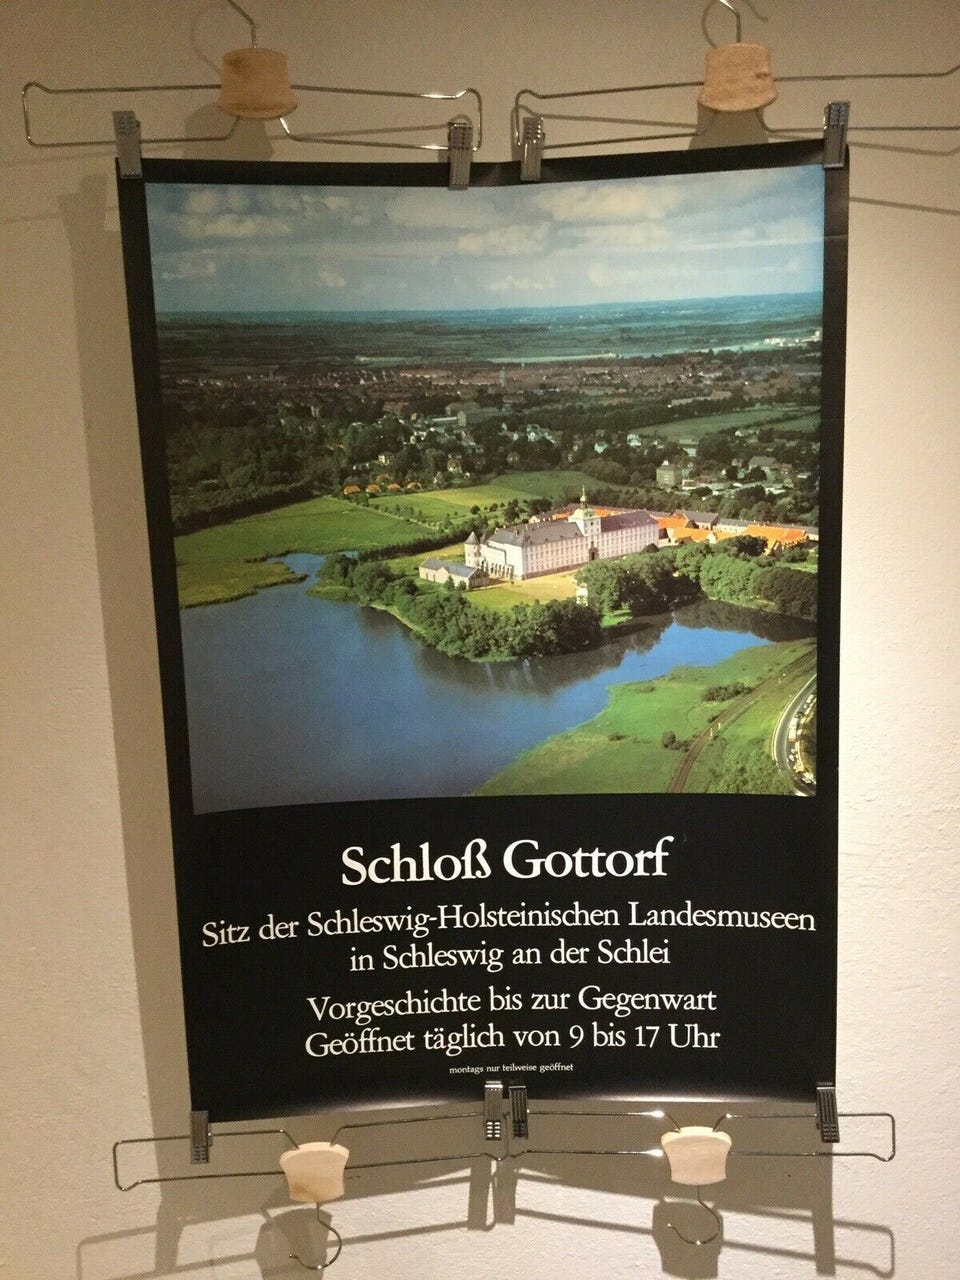 Schloß Gottorf
Sitz der Schleswig-Holsteinischen Landesmuseen
in Schleswig an der Schlei
Vorgeschichte bis zur Gegenwart
Geöffnet täglich von 9 bis 17 Uhr
montags nur teilweise geöffnet